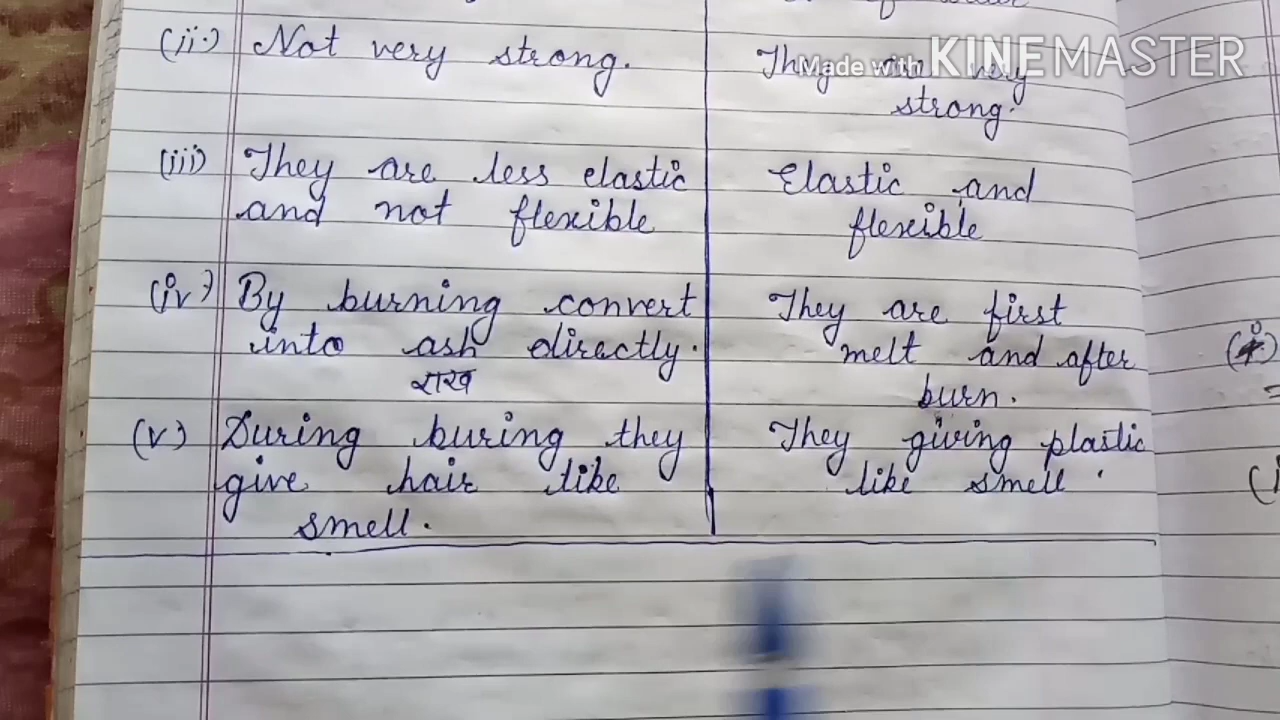 (ii.) Not very strong. They are very
strong.
Made with KINEMASTER
(iii) They are less elastic Elastic and
and not flexible flexible
(iv) By burning convert They are first
into ash directly. melt and after
राख burn.
(v) During buring they They giving plastic
give hair like like smell.
smell.